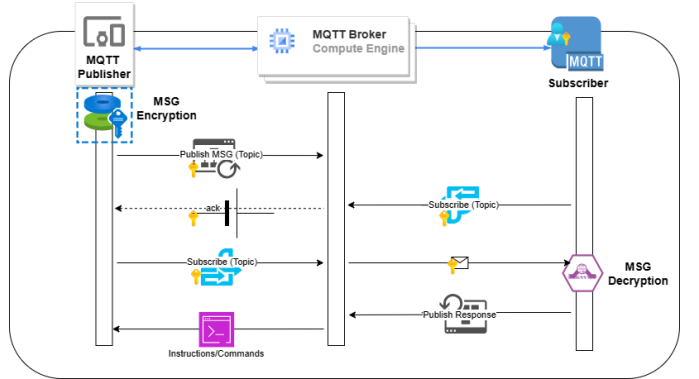 MQTT
Publisher
MQTT Broker
Compute Engine
MQTT
Subscriber
MSG
Encryption
Publish MSG (Topic)
ack
Subscribe (Topic)
Subscribe (Topic)
MSG
Decryption
Publish Response
Instructions/Commands